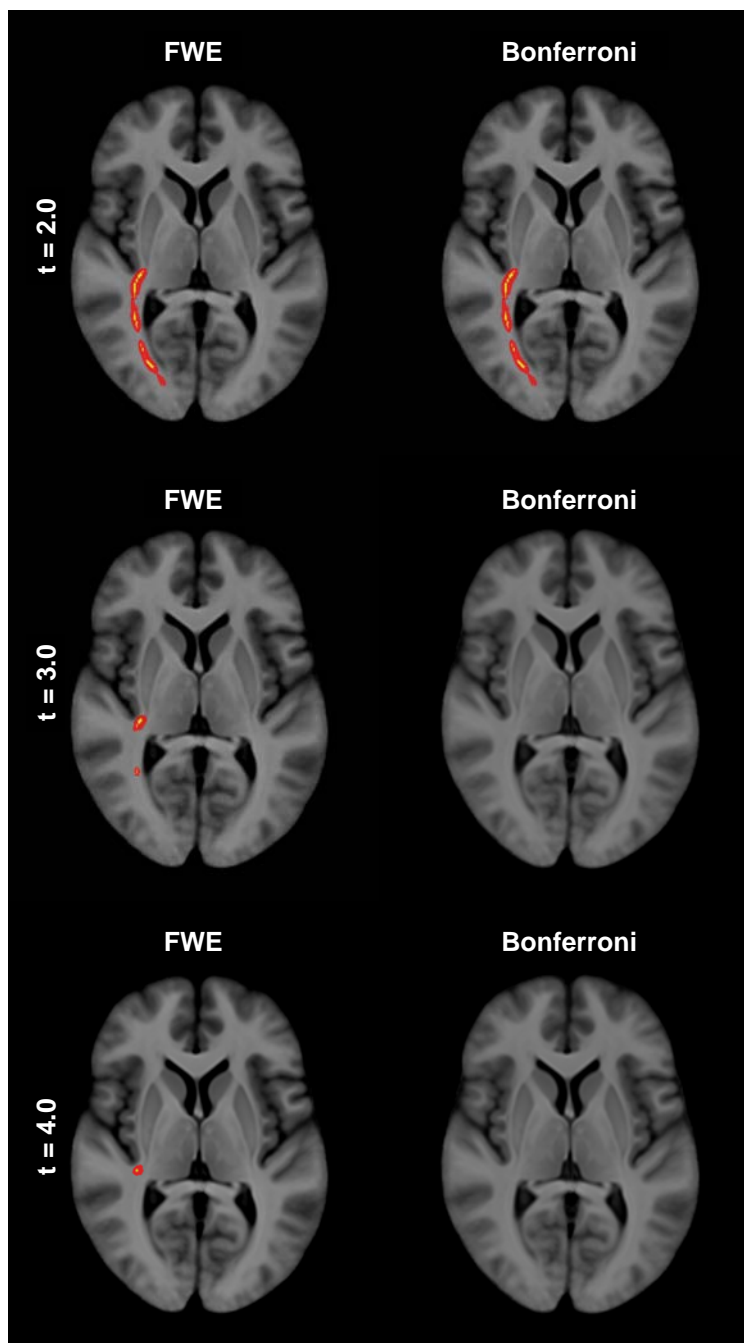 FWE Bonferroni
t = 2.0
FWE Bonferroni
t = 3.0
FWE Bonferroni
t = 4.0